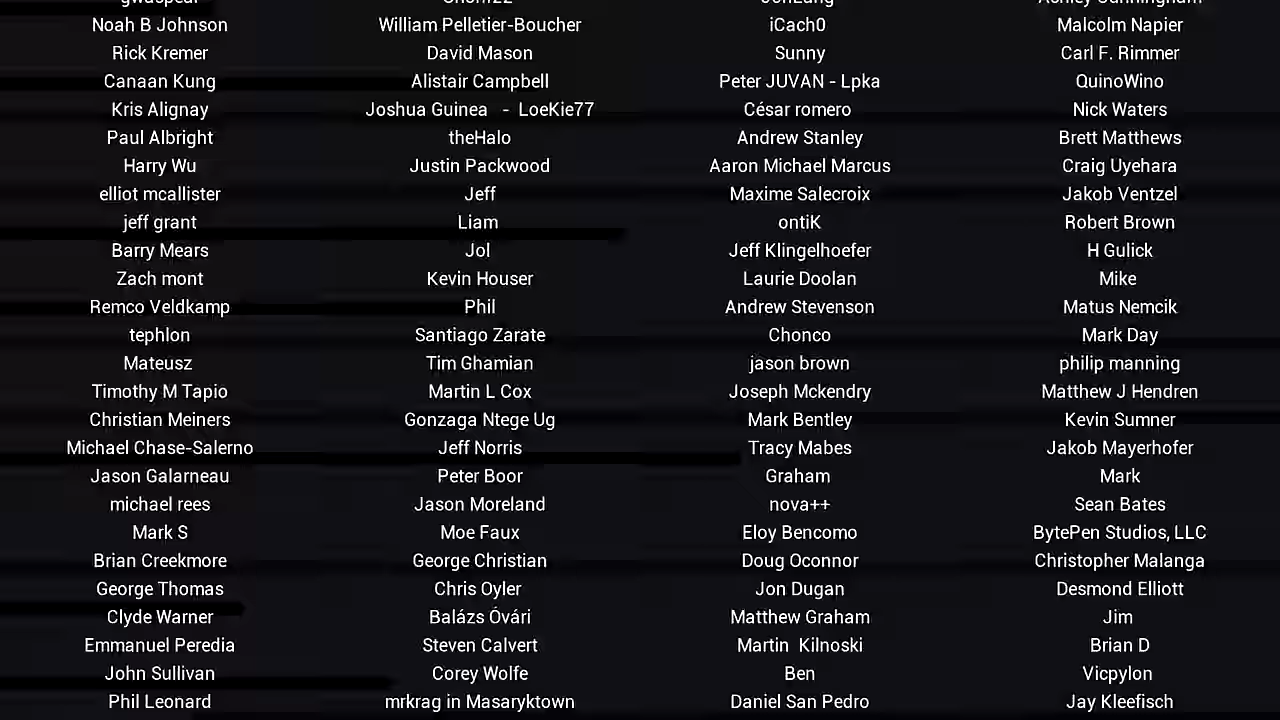 Noah B Johnson William Pelletier-Boucher iCach0 Malcolm Napier
Rick Kremer David Mason Sunny Carl F. Rimmer
Canaan Kung Alistair Campbell Peter JUVAN - Lpka QuinoWino
Kris Alignay Joshua Guinea - LoeKie77 César romero Nick Waters
Paul Albright theHalo Andrew Stanley Brett Matthews
Harry Wu Justin Packwood Aaron Michael Marcus Craig Uyehara
elliot mcallister Jeff Maxime Salecroix Jakob Ventzel
jeff grant Liam ontiK Robert Brown
Barry Mears Jol Jeff Klingelhoefer H Gulick
Zach mont Kevin Houser Laurie Doolan Mike
Remco Veldkamp Phil Andrew Stevenson Matus Nemcik
tephlon Santiago Zarate Chonco Mark Day
Mateusz Tim Ghamian jason brown philip manning
Timothy M Tapio Martin L Cox Joseph Mckendry Matthew J Hendren
Christian Meiners Gonzaga Ntege Ug Mark Bentley Kevin Sumner
Michael Chase-Salerno Jeff Norris Tracy Mabes Jakob Mayerhofer
Jason Galarneau Peter Boor Graham Mark
michael rees Jason Moreland nova++ Sean Bates
Mark S Moe Faux Eloy Bencomo BytePen Studios, LLC
Brian Creekmore George Christian Doug Oconnor Christopher Malanga
George Thomas Chris Oyler Jon Dugan Desmond Elliott
Clyde Warner Balázs Óvári Matthew Graham Jim
Emmanuel Peredia Steven Calvert Martin Kilnoski Brian D
John Sullivan Corey Wolfe Ben Vicpylon
Phil Leonard mrkrag in Masaryktown Daniel San Pedro Jay Kleefisch